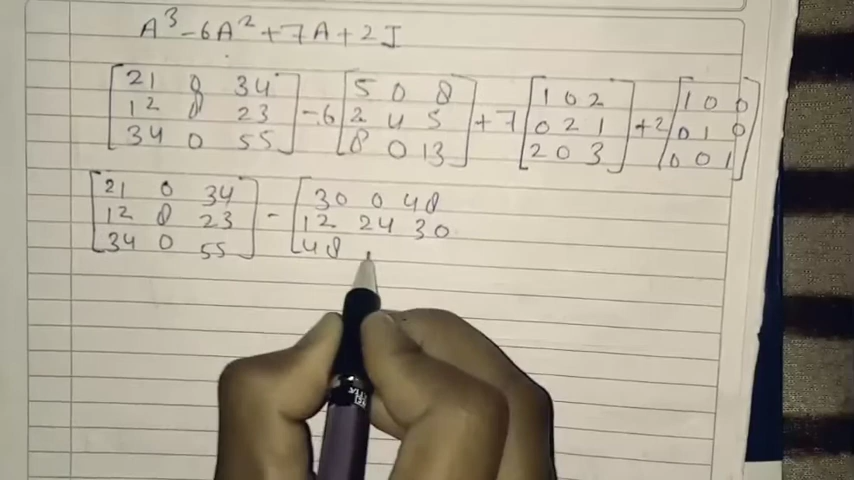 A³ - 6A² + 7A + 2I
[21 8 34] - 6 [5 0 8] + 7 [1 0 2] + 2 [1 0 0]
[12 8 23] [2 4 5] [0 2 1] [0 1 0]
[34 0 55] [8 0 13] [2 0 3] [0 0 1]
[21 0 34] - [30 0 48
[12 8 23] [12 24 30
[34 0 55] [48